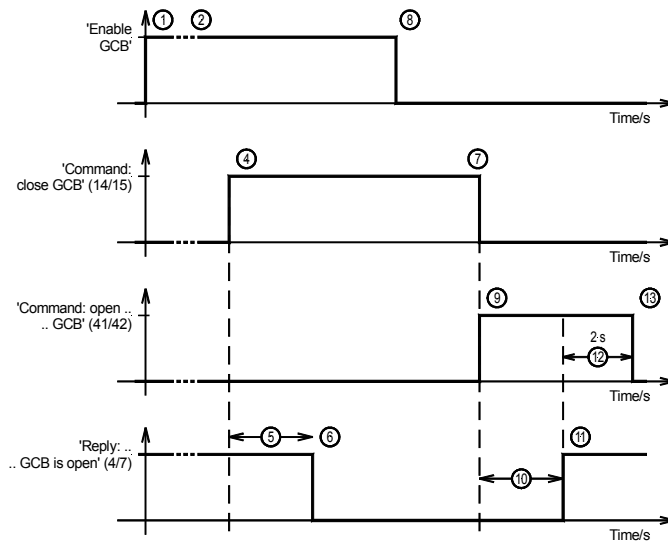 ① ② ⑧
'Enable
GCB'
Time/s
④ ⑦
'Command:
close GCB' (14/15)
Time/s
⑨ ⑬
'Command: open ..
.. GCB' (41/42)
2·s
⑫
Time/s
⑤ ⑥ ⑪
'Reply: ..
.. GCB is open' (4/7)
⑩
Time/s